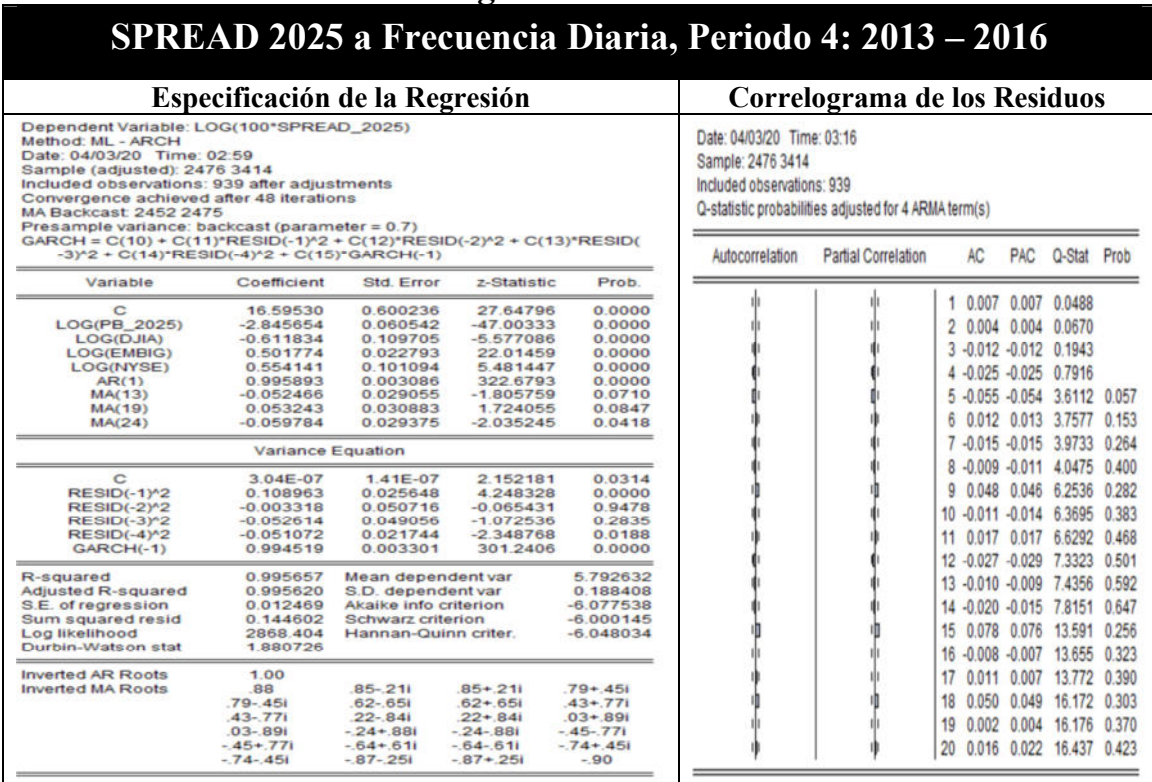 SPREAD 2025 a Frecuencia Diaria, Periodo 4: 2013 – 2016
Especificación de la Regresión
Dependent Variable: LOG(100*SPREAD_2025)
Method: ML - ARCH
Date: 04/03/20 Time: 02:59
Sample (adjusted): 2476 3414
Included observations: 939 after adjustments
Convergence achieved after 48 iterations
MA Backcast: 2452 2475
Presample variance: backcast (parameter = 0.7)
GARCH = C(10) + C(11)*RESID(-1)^2 + C(12)*RESID(-2)^2 + C(13)*RESID(
-3)^2 + C(14)*RESID(-4)^2 + C(15)*GARCH(-1)
Variable Coefficient Std. Error z-Statistic Prob.
C 16.59530 0.600236 27.64796 0.0000
LOG(PB_2025) -2.845654 0.060542 -47.00333 0.0000
LOG(DJIA) -0.611834 0.109705 -5.577086 0.0000
LOG(EMBIG) 0.501774 0.022793 22.01459 0.0000
LOG(NYSE) 0.554141 0.101094 5.481447 0.0000
AR(1) 0.995893 0.003086 322.6793 0.0000
MA(13) -0.052466 0.029055 -1.805759 0.0710
MA(19) 0.053243 0.030883 1.724055 0.0847
MA(24) -0.059784 0.029375 -2.035245 0.0418
Variance Equation
C 3.04E-07 1.41E-07 2.152181 0.0314
RESID(-1)^2 0.108963 0.025648 4.248328 0.0000
RESID(-2)^2 -0.003318 0.050716 -0.065431 0.9478
RESID(-3)^2 -0.052614 0.049056 -1.072536 0.2835
RESID(-4)^2 -0.051072 0.021744 -2.348768 0.0188
GARCH(-1) 0.994519 0.003301 301.2406 0.0000
R-squared 0.995657 Mean dependent var 5.792632
Adjusted R-squared 0.995620 S.D. dependent var 0.188408
S.E. of regression 0.012469 Akaike info criterion -6.077538
Sum squared resid 0.144602 Schwarz criterion -6.000145
Log likelihood 2868.404 Hannan-Quinn criter. -6.048034
Durbin-Watson stat 1.880726
Inverted AR Roots 1.00
Inverted MA Roots .88 .85-.21i .85+.21i .79+.45i
.79-.45i .62-.65i .62+.65i .43+.77i
.43-.77i .22-.84i .22+.84i .03+.89i
.03-.89i -.24+.88i -.24-.88i -.45-.77i
-.45+.77i -.64+.61i -.64-.61i -.74+.45i
-.74-.45i -.87-.25i -.87+.25i -.90
Correlograma de los Residuos
Date: 04/03/20 Time: 03:16
Sample: 2476 3414
Included observations: 939
Q-statistic probabilities adjusted for 4 ARMA term(s)
Autocorrelation Partial Correlation AC PAC Q-Stat Prob
1 0.007 0.007 0.0488
2 0.004 0.004 0.0670
3 -0.012 -0.012 0.1943
4 -0.025 -0.025 0.7916
5 -0.055 -0.054 3.6112 0.057
6 0.012 0.013 3.7577 0.153
7 -0.015 -0.015 3.9733 0.264
8 -0.009 -0.011 4.0475 0.400
9 0.048 0.046 6.2536 0.282
10 -0.011 -0.014 6.3695 0.383
11 0.017 0.017 6.6292 0.468
12 -0.027 -0.029 7.3323 0.501
13 -0.010 -0.009 7.4356 0.592
14 -0.020 -0.015 7.8151 0.647
15 0.078 0.076 13.591 0.256
16 -0.008 -0.007 13.655 0.323
17 0.011 0.007 13.772 0.390
18 0.050 0.049 16.172 0.303
19 0.002 0.004 16.176 0.370
20 0.016 0.022 16.437 0.423